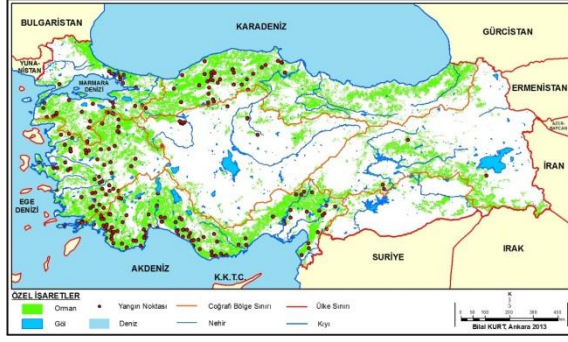 BULGARİSTAN
KARADENİZ
GÜRCİSTAN
YUNA-
NİSTAN
MARMARA
DENİZİ
ERMENİSTAN
İRAN
EGE
DENİZİ
AKDENİZ
K.K.T.C.
SURİYE
IRAK
ÖZEL İŞARETLER
Orman
Yangın Noktası
Coğrafi Bölge Sınırı
Ülke Sınırı
Göl
Deniz
Nehir
Kıyı
Bilal KURT, Ankara 2013